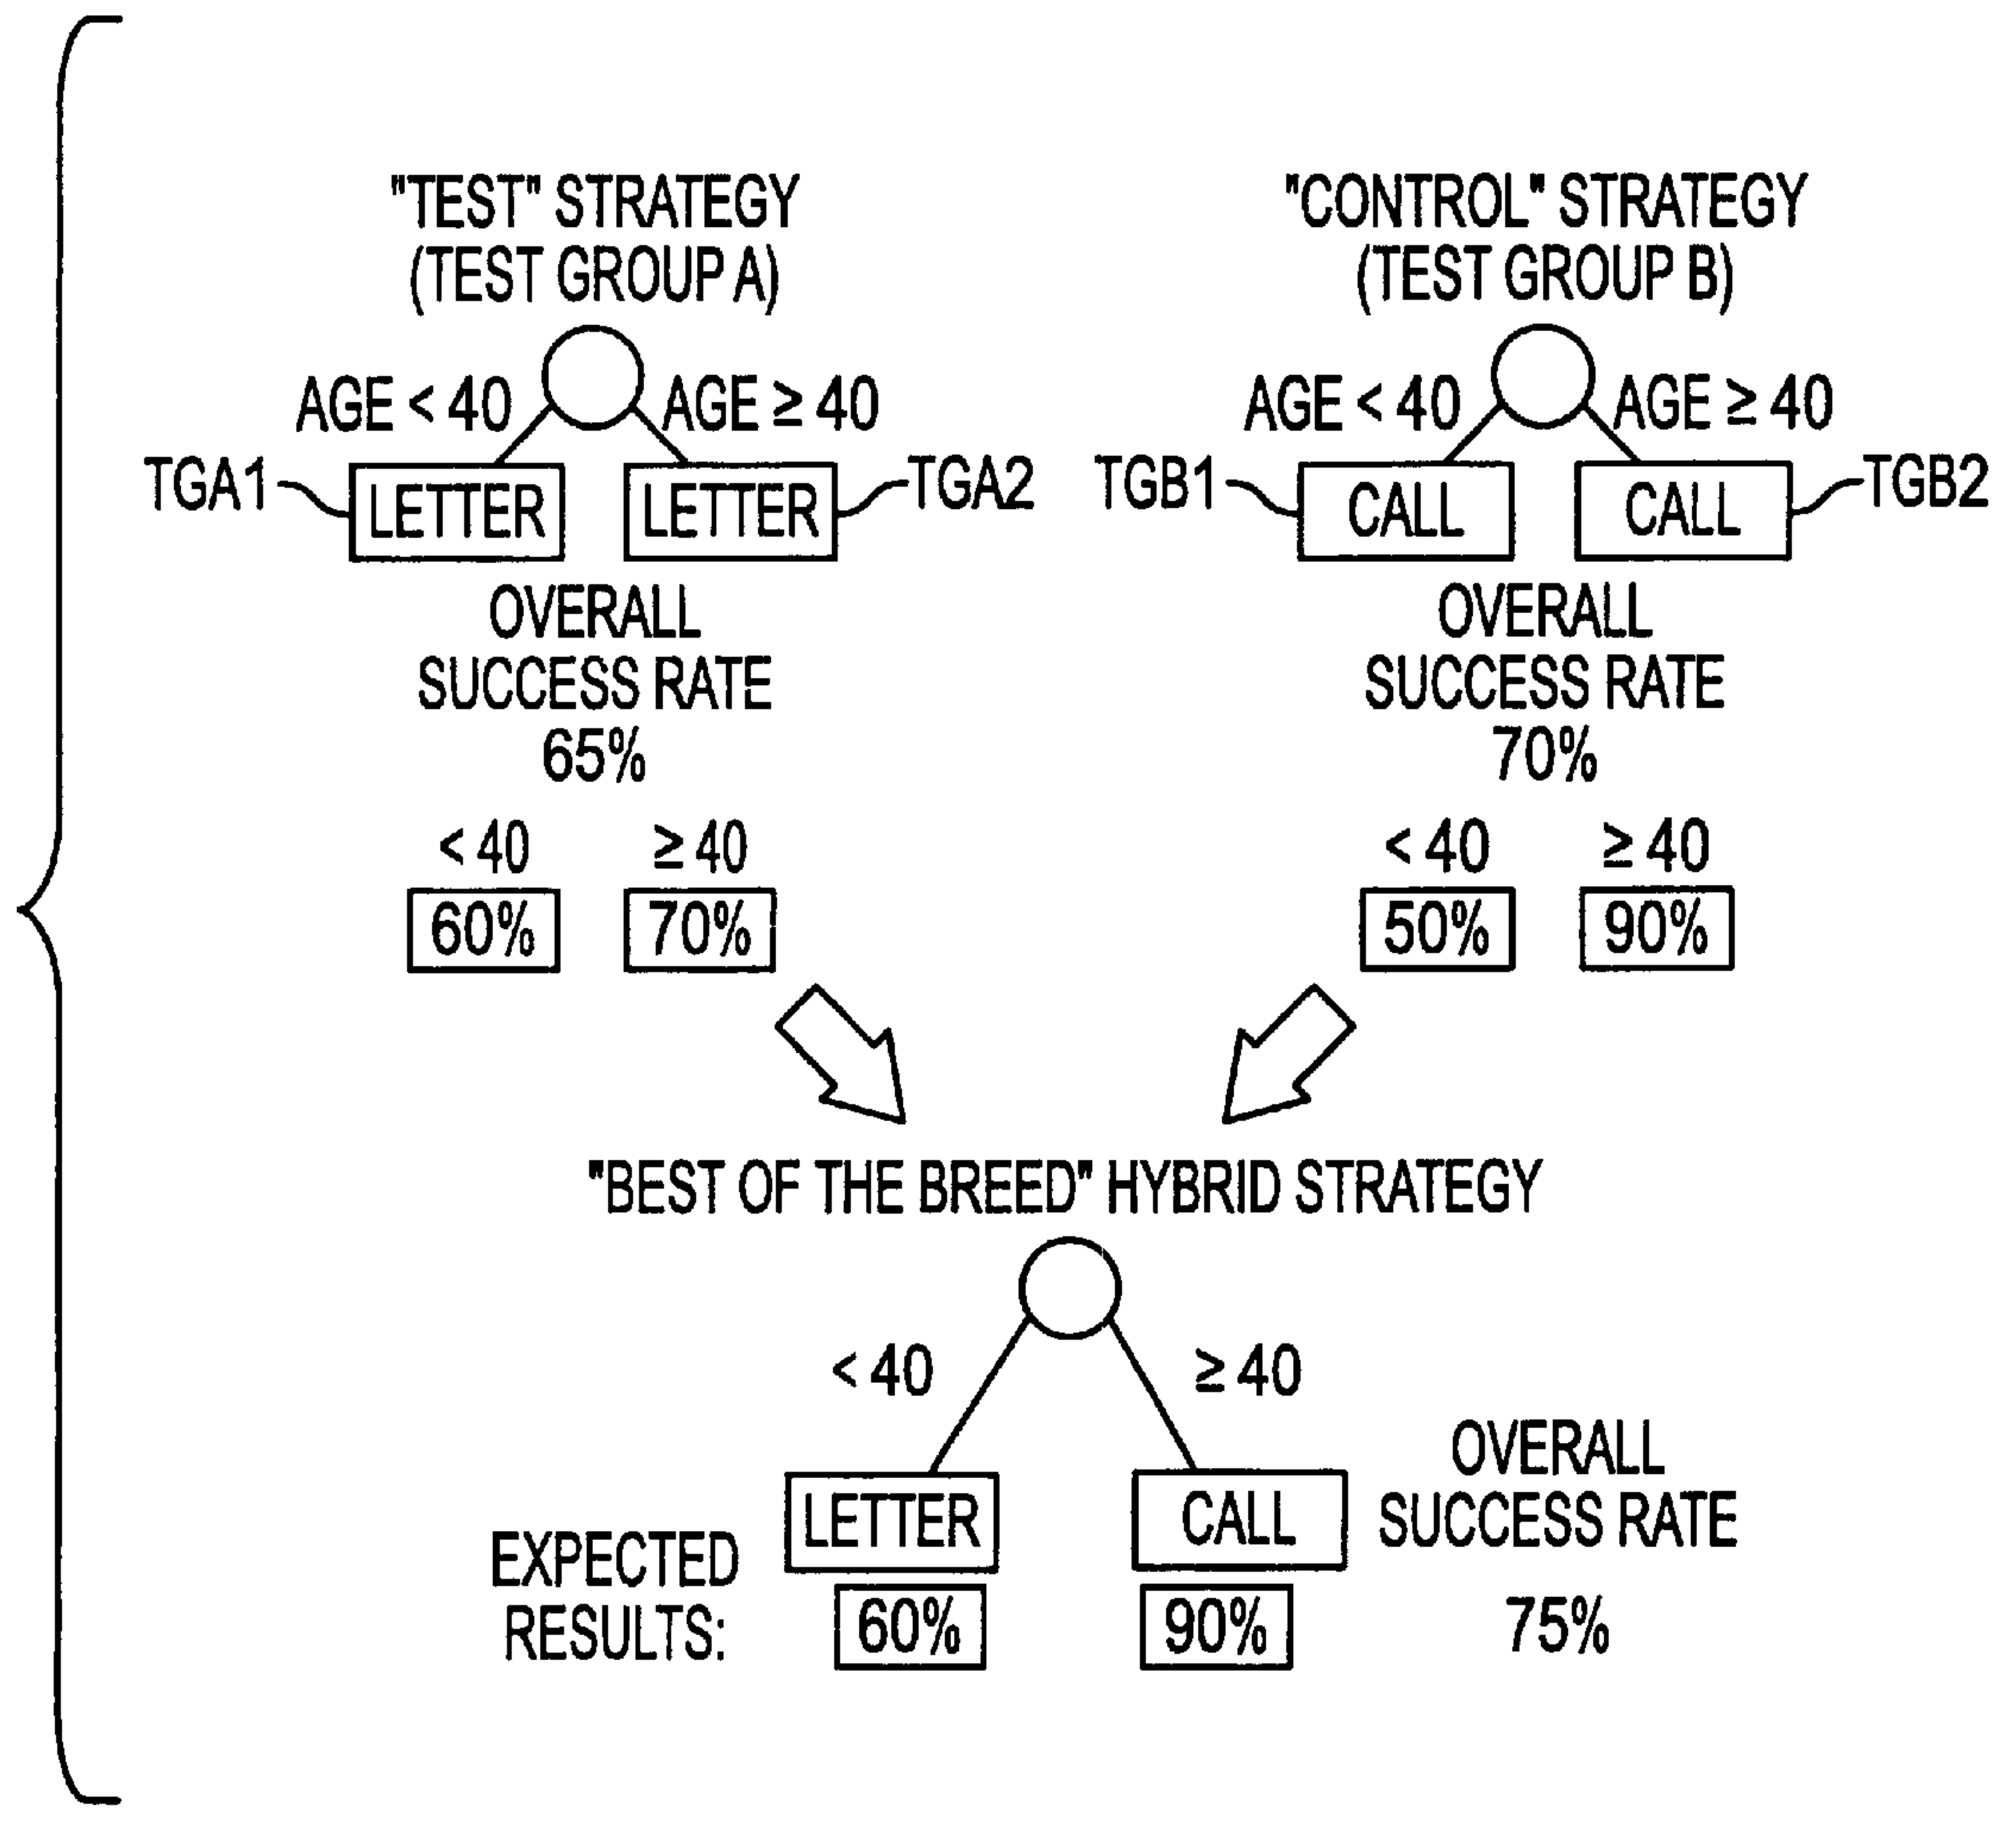 "TEST" STRATEGY
(TEST GROUP A)
AGE < 40 AGE ≥ 40
TGA1 LETTER LETTER TGA2
OVERALL
SUCCESS RATE
65%
< 40 ≥ 40
60% 70%
"CONTROL" STRATEGY
(TEST GROUP B)
AGE < 40 AGE ≥ 40
TGB1 CALL CALL TGB2
OVERALL
SUCCESS RATE
70%
< 40 ≥ 40
50% 90%
"BEST OF THE BREED" HYBRID STRATEGY
< 40 ≥ 40
LETTER CALL
EXPECTED
RESULTS:
60% 90%
OVERALL
SUCCESS RATE
75%